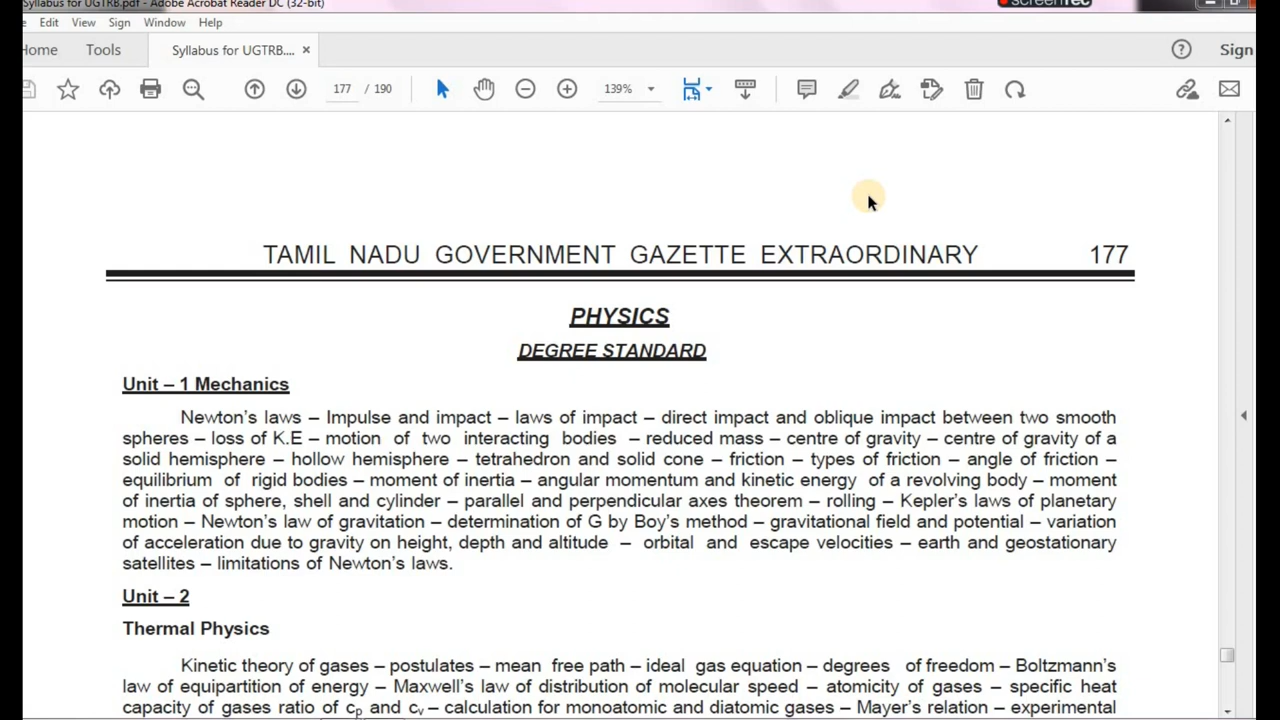 Syllabus for UGTRB.pdf - Adobe Acrobat Reader DC (32-bit)
Edit View Sign Window Help
Home Tools Syllabus for UGTRB.... × Sign
177 / 190 139%
TAMIL NADU GOVERNMENT GAZETTE EXTRAORDINARY 177
PHYSICS
DEGREE STANDARD
Unit – 1 Mechanics
Newton's laws – Impulse and impact – laws of impact – direct impact and oblique impact between two smooth
spheres – loss of K.E – motion of two interacting bodies – reduced mass – centre of gravity – centre of gravity of a
solid hemisphere – hollow hemisphere – tetrahedron and solid cone – friction – types of friction – angle of friction –
equilibrium of rigid bodies – moment of inertia – angular momentum and kinetic energy of a revolving body – moment
of inertia of sphere, shell and cylinder – parallel and perpendicular axes theorem – rolling – Kepler's laws of planetary
motion – Newton's law of gravitation – determination of G by Boy's method – gravitational field and potential – variation
of acceleration due to gravity on height, depth and altitude – orbital and escape velocities – earth and geostationary
satellites – limitations of Newton's laws.
Unit – 2
Thermal Physics
Kinetic theory of gases – postulates – mean free path – ideal gas equation – degrees of freedom – Boltzmann's
law of equipartition of energy – Maxwell's law of distribution of molecular speed – atomicity of gases – specific heat
capacity of gases ratio of cp and cv – calculation for monoatomic and diatomic gases – Mayer's relation – experimental